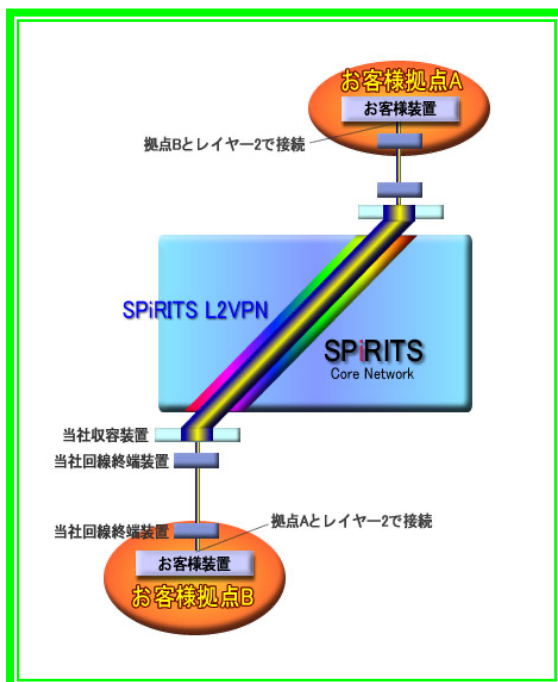 お客様拠点A
お客様装置
拠点Bとレイヤー2で接続
SPiRITS L2VPN
SPiRITS
Core Network
当社収容装置
当社回線終端装置
当社回線終端装置
拠点Aとレイヤー2で接続
お客様装置
お客様拠点B